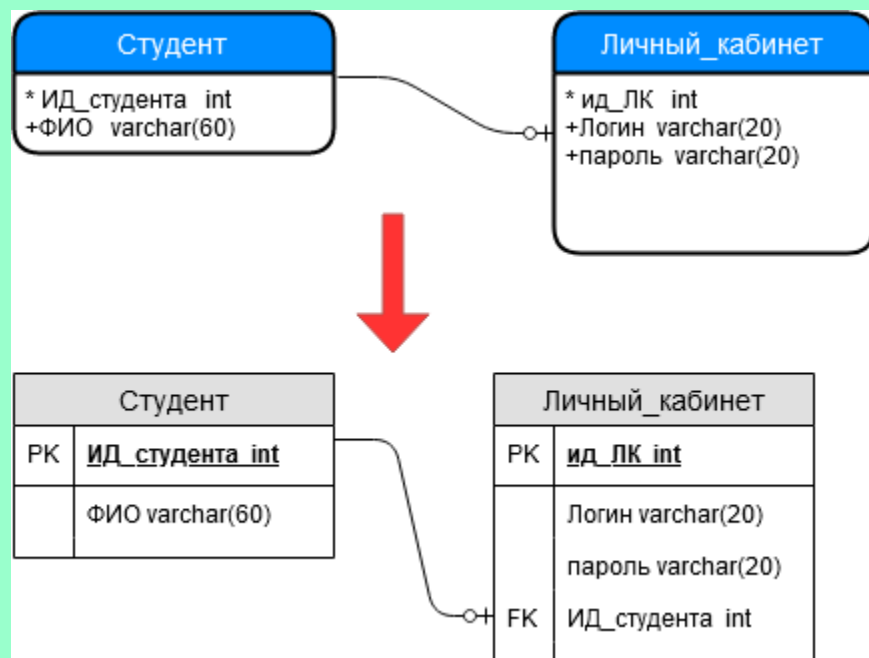 Студент
* ИД_студента int
+ФИО varchar(60)
Личный_кабинет
* ид_ЛК int
+Логин varchar(20)
+пароль varchar(20)
Студент
PK ИД_студента int
ФИО varchar(60)
Личный_кабинет
PK ид_ЛК int
Логин varchar(20)
пароль varchar(20)
FK ИД_студента int